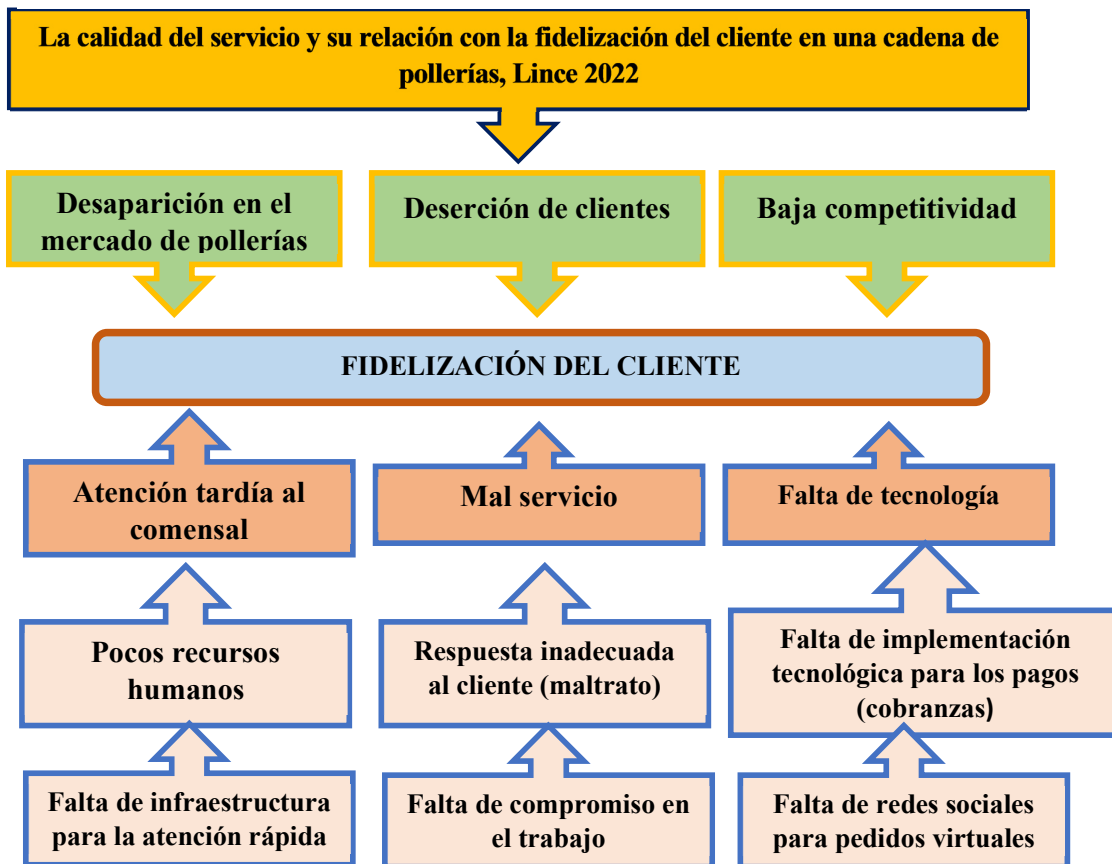 La calidad del servicio y su relación con la fidelización del cliente en una cadena de
pollerías, Lince 2022
Desaparición en el
mercado de pollerías
Deserción de clientes
Baja competitividad
FIDELIZACIÓN DEL CLIENTE
Atención tardía al
comensal
Mal servicio
Falta de tecnología
Pocos recursos
humanos
Respuesta inadecuada
al cliente (maltrato)
Falta de implementación
tecnológica para los pagos
(cobranzas)
Falta de infraestructura
para la atención rápida
Falta de compromiso en
el trabajo
Falta de redes sociales
para pedidos virtuales